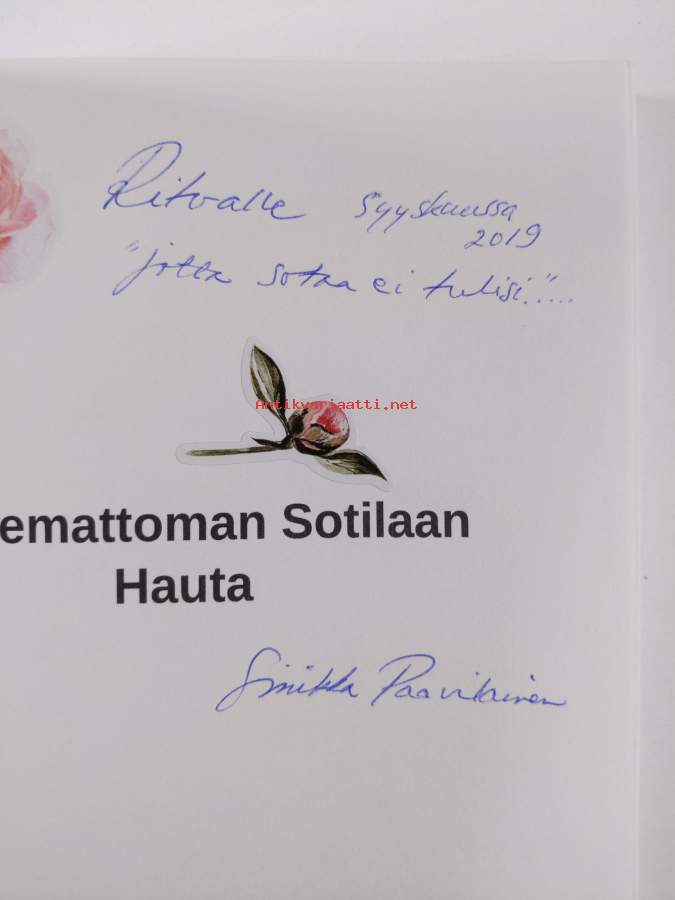 Ritvalle syyskuussa
2019
"jotta sotaa ei tulisi."....
Antikvariaatti.net
emattoman Sotilaan
Hauta
Sinikka Paavilainen